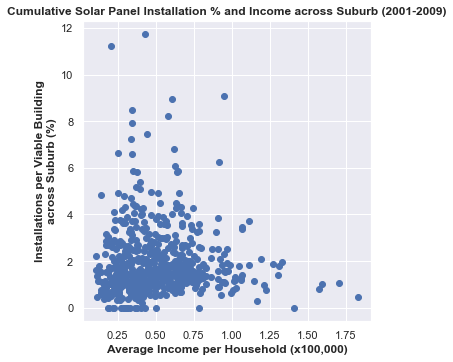 Cumulative Solar Panel Installation % and Income across Suburb (2001-2009)
12
10
8
6
4
2
0
Installations per Viable Building
across Suburb (%)
0.25 0.50 0.75 1.00 1.25 1.50 1.75
Average Income per Household (x100,000)